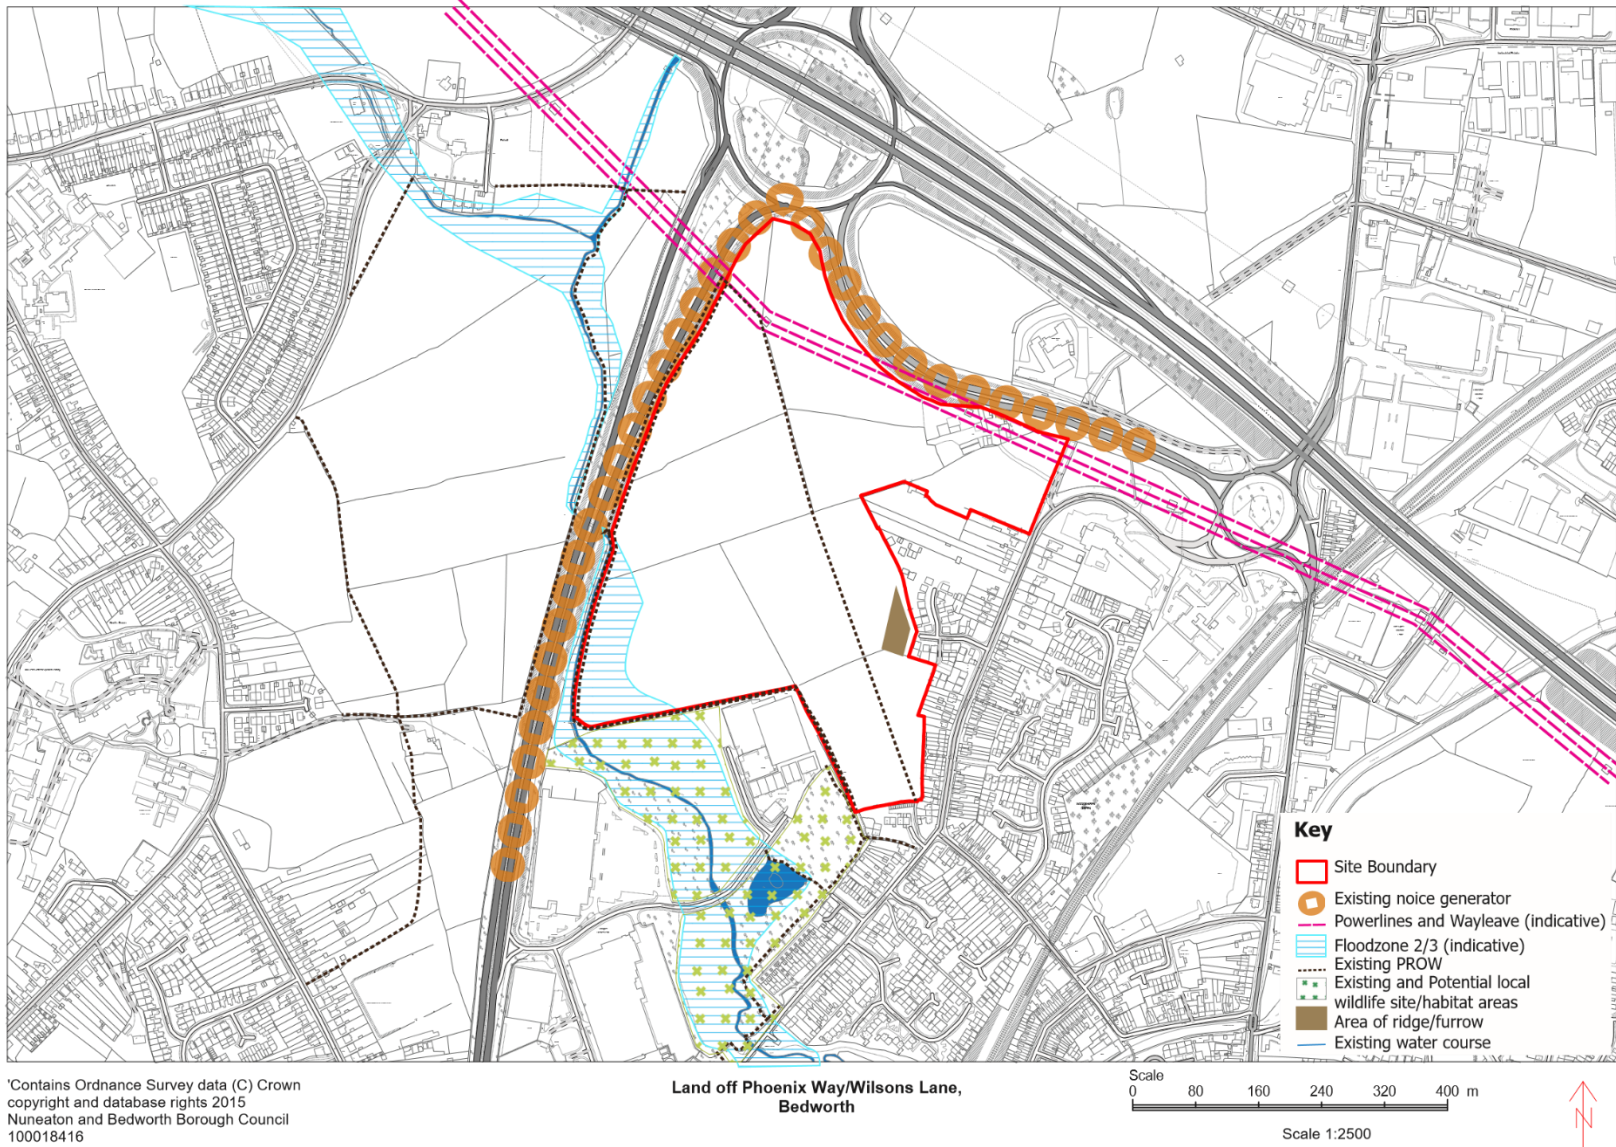 Key
Site Boundary
Existing noice generator
Powerlines and Wayleave (indicative)
Floodzone 2/3 (indicative)
Existing PROW
Existing and Potential local
wildlife site/habitat areas
Area of ridge/furrow
Existing water course
'Contains Ordnance Survey data (C) Crown
copyright and database rights 2015
Nuneaton and Bedworth Borough Council
100018416
Land off Phoenix Way/Wilsons Lane,
Bedworth
Scale
0 80 160 240 320 400 m
Scale 1:2500
N